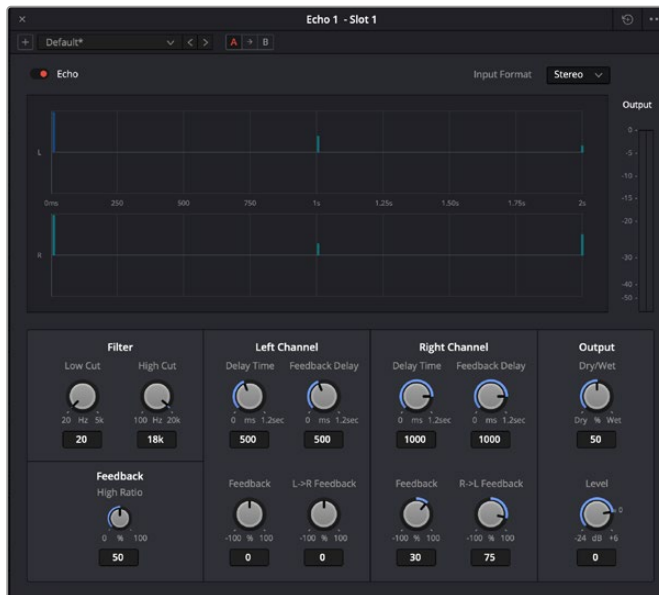 Echo 1 - Slot 1
Default*
A B
Echo
Input Format Stereo
Output
L
0ms 250 500 750 1s 1.25s 1.50s 1.75s 2s
R
0
-5
-10
-15
-20
-30
-40
-50
Filter
Low Cut High Cut
20 Hz 5k 100 Hz 20k
20 18k
Feedback
High Ratio
0 % 100
50
Left Channel
Delay Time Feedback Delay
0 ms 1.2sec 0 ms 1.2sec
500 500
Feedback L->R Feedback
-100 % 100 -100 % 100
0 0
Right Channel
Delay Time Feedback Delay
0 ms 1.2sec 0 ms 1.2sec
1000 1000
Feedback R->L Feedback
-100 % 100 -100 % 100
30 75
Output
Dry/Wet
Dry % Wet
50
Level
0
-24 dB +6
0